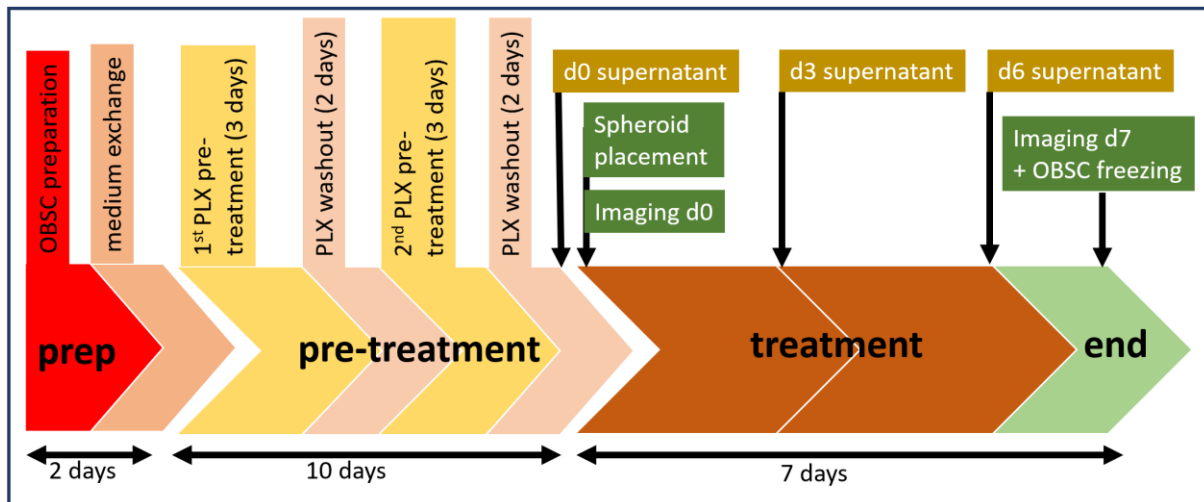 OBSC preparation
medium exchange
1st PLX pre-
treatment (3 days)
PLX washout (2 days)
2nd PLX pre-
treatment (3 days)
PLX washout (2 days)
d0 supernatant
Spheroid
placement
Imaging d0
d3 supernatant
d6 supernatant
Imaging d7
+ OBSC freezing
prep
pre-treatment
treatment
end
2 days
10 days
7 days